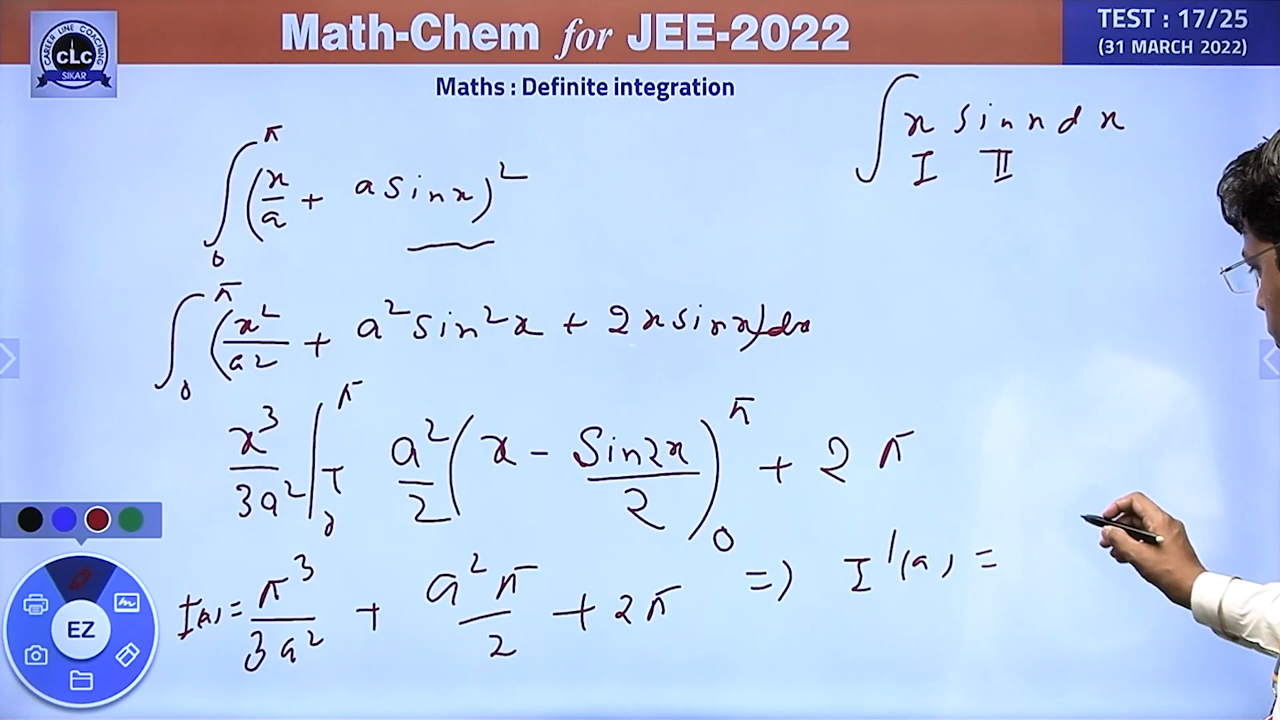 CAREER LINE COACHING
CLC
SIKAR
Math-Chem for JEE-2022
TEST : 17/25
(31 MARCH 2022)
Maths : Definite integration
∫ x sin x d x
I II
∫₀^π (x/a + a sin x)²
∫₀^π (x²/a² + a² sin² x + 2x sin x) dx
x³/3a² |₀^π + a²/2 (x - Sin2x/2)₀^π + 2π
I(a) = π³/3a² + a²π/2 + 2π => I'(a) =
EZ